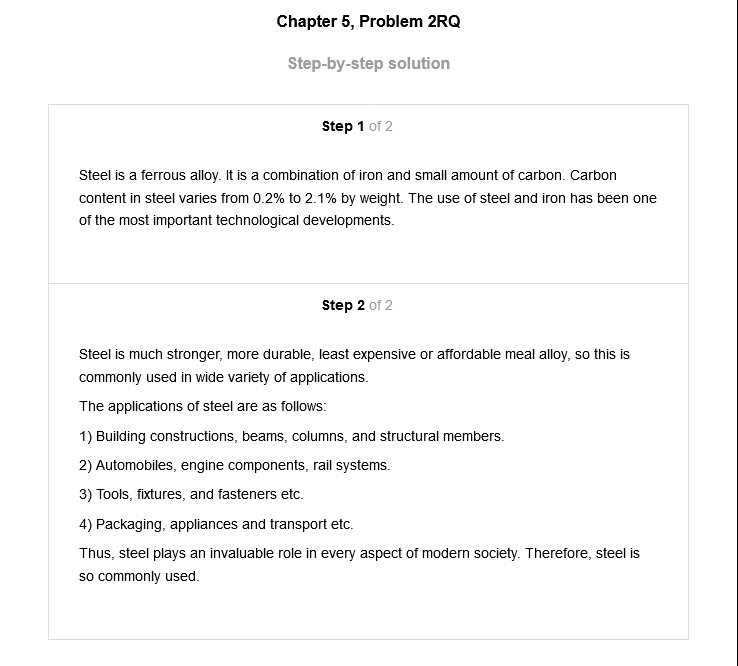 Chapter 5, Problem 2RQ
Step-by-step solution
Step 1 of 2
Steel is a ferrous alloy. It is a combination of iron and small amount of carbon. Carbon
content in steel varies from 0.2% to 2.1% by weight. The use of steel and iron has been one
of the most important technological developments.
Step 2 of 2
Steel is much stronger, more durable, least expensive or affordable meal alloy, so this is
commonly used in wide variety of applications.
The applications of steel are as follows:
1) Building constructions, beams, columns, and structural members.
2) Automobiles, engine components, rail systems.
3) Tools, fixtures, and fasteners etc.
4) Packaging, appliances and transport etc.
Thus, steel plays an invaluable role in every aspect of modern society. Therefore, steel is
so commonly used.